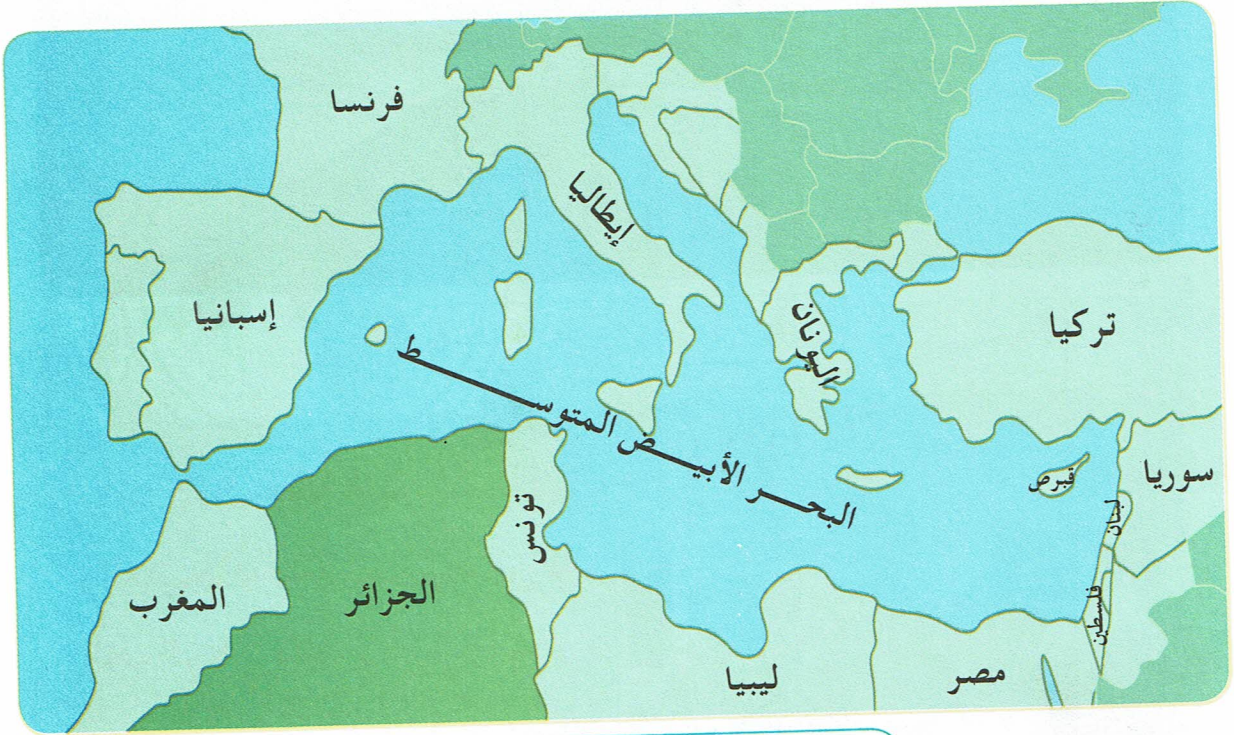 فرنسا
إيطاليا
إسبانيا
اليونان
تركيا
البحر الأبيض المتوسط
قبرص
سوريا
لبنان
فلسطين
تونس
المغرب
الجزائر
ليبيا
مصر